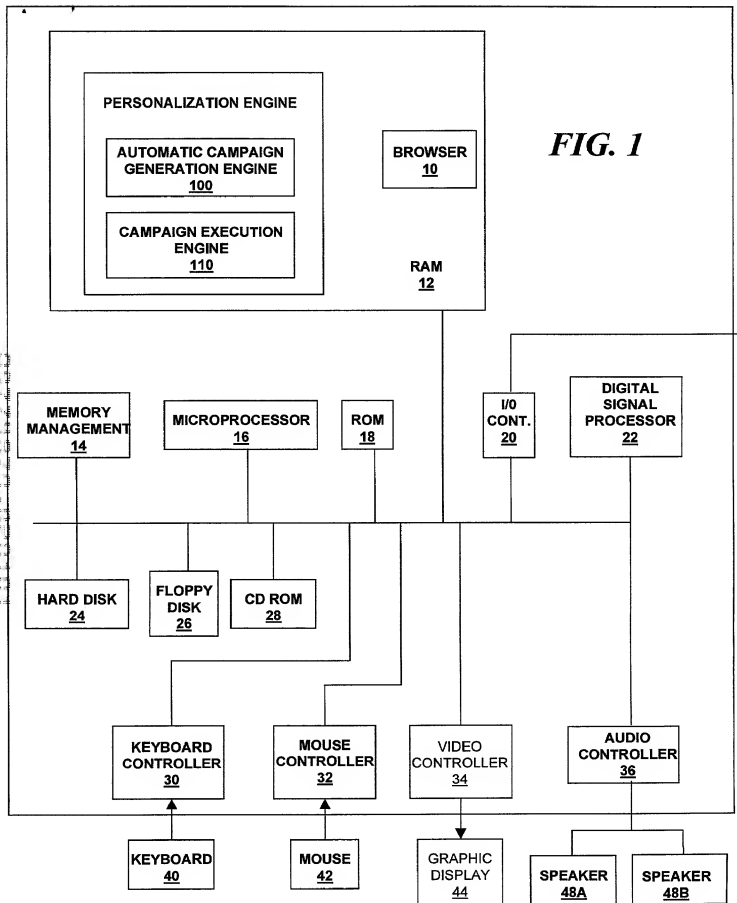 PERSONALIZATION ENGINE
AUTOMATIC CAMPAIGN
GENERATION ENGINE
100
CAMPAIGN EXECUTION
ENGINE
110
BROWSER
10
RAM
12
FIG. 1
MEMORY
MANAGEMENT
14
MICROPROCESSOR
16
ROM
18
I/0
CONT.
20
DIGITAL
SIGNAL
PROCESSOR
22
HARD DISK
24
FLOPPY
DISK
26
CD ROM
28
KEYBOARD
CONTROLLER
30
MOUSE
CONTROLLER
32
VIDEO
CONTROLLER
34
AUDIO
CONTROLLER
36
KEYBOARD
40
MOUSE
42
GRAPHIC
DISPLAY
44
SPEAKER
48A
SPEAKER
48B